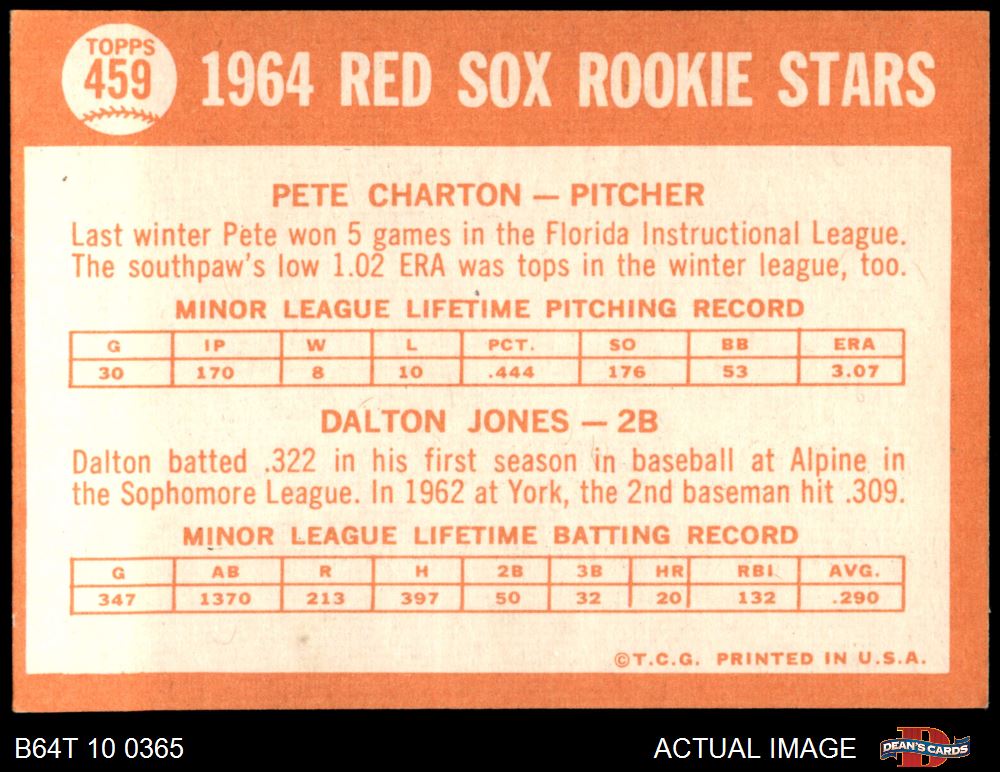 TOPPS
459
1964 RED SOX ROOKIE STARS
PETE CHARTON — PITCHER
Last winter Pete won 5 games in the Florida Instructional League.
The southpaw's low 1.02 ERA was tops in the winter league, too.
MINOR LEAGUE LIFETIME PITCHING RECORD
G IP W L PCT. SO BB ERA
30 170 8 10 .444 176 53 3.07
DALTON JONES — 2B
Dalton batted .322 in his first season in baseball at Alpine in
the Sophomore League. In 1962 at York, the 2nd baseman hit .309.
MINOR LEAGUE LIFETIME BATTING RECORD
G AB R H 2B 3B HR RBI AVG.
347 1370 213 397 50 32 20 132 .290
©T.C.G. PRINTED IN U.S.A.
B64T 10 0365
ACTUAL IMAGE
DEAN'S CARDS